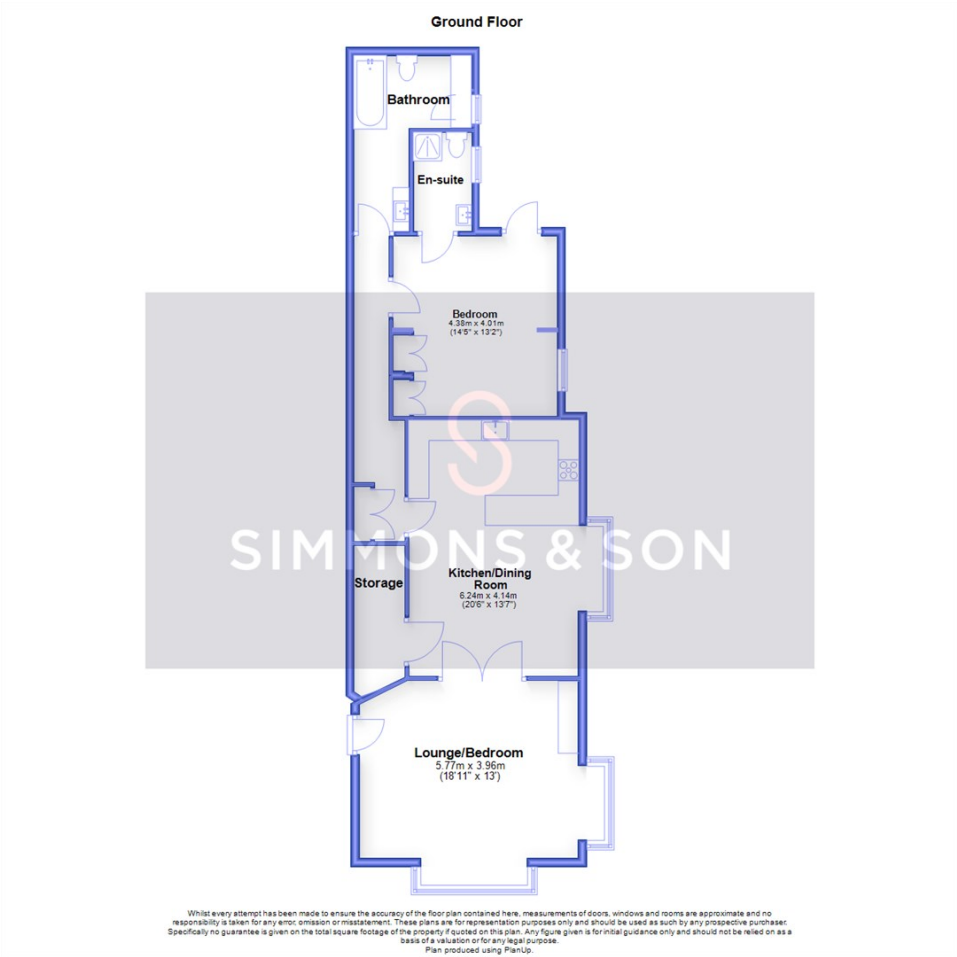 Ground Floor
Bathroom
En-suite
Bedroom
4.38m x 4.01m
(14'5" x 13'2")
SIMMONS & SON
Kitchen/Dining
Room
6.24m x 4.14m
(20'6" x 13'7")
Storage
Lounge/Bedroom
5.77m x 3.96m
(18'11" x 13')
Whilst every attempt has been made to ensure the accuracy of the floor plan contained here, measurements of doors, windows and rooms are approximate and no
responsibility is taken for any error, omission or misstatement. These plans are for representation purposes only and should be used as such by any prospective purchaser.
Specifically no guarantee is given on the total square footage of the property if quoted on this plan. Any figure given is for initial guidance only and should not be relied on as a
basis of a valuation or for any legal purpose.
Plan produced using PlanUp.